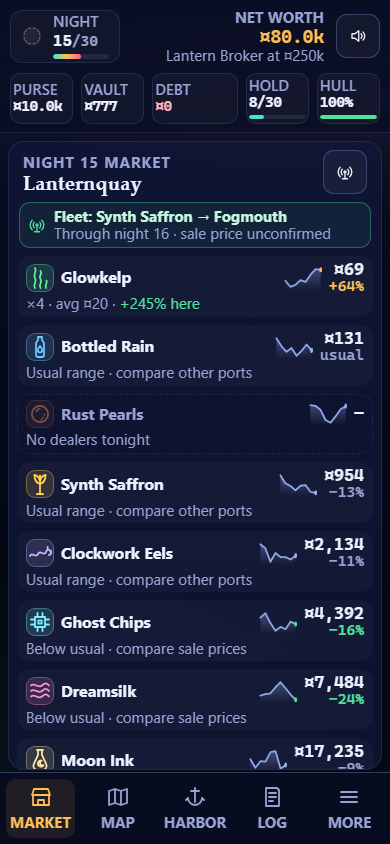 NIGHT
15/30
NET WORTH
¤80.0k
Lantern Broker at ¤250k
PURSE
¤10.0k
VAULT
¤777
DEBT
¤0
HOLD
8/30
HULL
100%
NIGHT 15 MARKET
Lanternquay
Fleet: Synth Saffron → Fogmouth
Through night 16 · sale price unconfirmed
Glowkelp
¤69
+64%
×4 · avg ¤20 · +245% here
Bottled Rain
¤131
usual
Usual range · compare other ports
Rust Pearls
—
No dealers tonight
Synth Saffron
¤954
−13%
Usual range · compare other ports
Clockwork Eels
¤2,134
−11%
Usual range · compare other ports
Ghost Chips
¤4,392
−16%
Below usual · compare sale prices
Dreamsilk
¤7,484
−24%
Below usual · compare sale prices
Moon Ink
¤17,235
MARKET
MAP
HARBOR
LOG
MORE